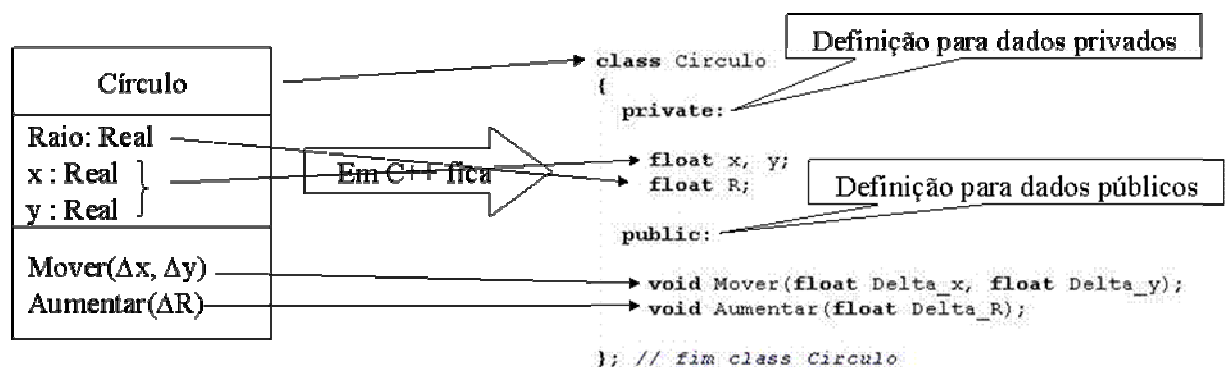 Círculo
Raio: Real
x : Real
y : Real
Mover(Δx, Δy)
Aumentar(ΔR)
Em C++ fica
Definição para dados privados
class Circulo
{
private:
float x, y;
float R;
Definição para dados públicos
public:
void Mover(float Delta_x, float Delta_y);
void Aumentar(float Delta_R);
}; // fim class Circulo